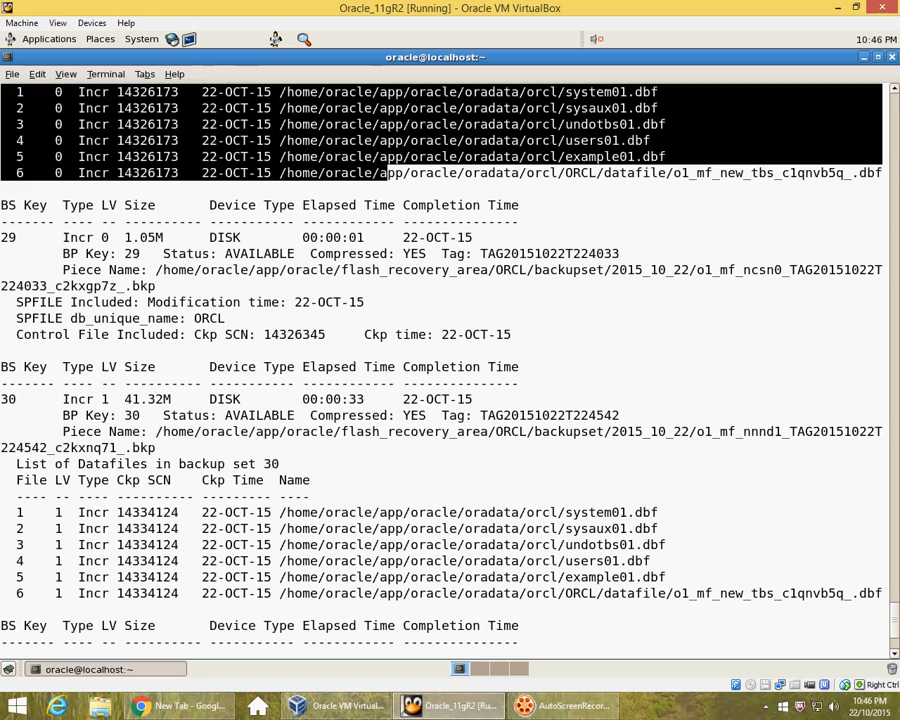 Oracle_11gR2 [Running] - Oracle VM VirtualBox
Machine View Devices Help
Applications Places System 10:46 PM
oracle@localhost:~
File Edit View Terminal Tabs Help
1 0 Incr 14326173 22-OCT-15 /home/oracle/app/oracle/oradata/orcl/system01.dbf
2 0 Incr 14326173 22-OCT-15 /home/oracle/app/oracle/oradata/orcl/sysaux01.dbf
3 0 Incr 14326173 22-OCT-15 /home/oracle/app/oracle/oradata/orcl/undotbs01.dbf
4 0 Incr 14326173 22-OCT-15 /home/oracle/app/oracle/oradata/orcl/users01.dbf
5 0 Incr 14326173 22-OCT-15 /home/oracle/app/oracle/oradata/orcl/example01.dbf
6 0 Incr 14326173 22-OCT-15 /home/oracle/app/oracle/oradata/orcl/ORCL/datafile/o1_mf_new_tbs_c1qnvb5q_.dbf
BS Key Type LV Size Device Type Elapsed Time Completion Time
------- ---- -- ---------- ----------- ------------ ---------------
29 Incr 0 1.05M DISK 00:00:01 22-OCT-15
BP Key: 29 Status: AVAILABLE Compressed: YES Tag: TAG20151022T224033
Piece Name: /home/oracle/app/oracle/flash_recovery_area/ORCL/backupset/2015_10_22/o1_mf_ncsn0_TAG20151022T
224033_c2kxgp7z_.bkp
SPFILE Included: Modification time: 22-OCT-15
SPFILE db_unique_name: ORCL
Control File Included: Ckp SCN: 14326345 Ckp time: 22-OCT-15
BS Key Type LV Size Device Type Elapsed Time Completion Time
------- ---- -- ---------- ----------- ------------ ---------------
30 Incr 1 41.32M DISK 00:00:33 22-OCT-15
BP Key: 30 Status: AVAILABLE Compressed: YES Tag: TAG20151022T224542
Piece Name: /home/oracle/app/oracle/flash_recovery_area/ORCL/backupset/2015_10_22/o1_mf_nnnd1_TAG20151022T
224542_c2kxnq71_.bkp
List of Datafiles in backup set 30
File LV Type Ckp SCN Ckp Time Name
---- -- ---- ---------- --------- ----
1 1 Incr 14334124 22-OCT-15 /home/oracle/app/oracle/oradata/orcl/system01.dbf
2 1 Incr 14334124 22-OCT-15 /home/oracle/app/oracle/oradata/orcl/sysaux01.dbf
3 1 Incr 14334124 22-OCT-15 /home/oracle/app/oracle/oradata/orcl/undotbs01.dbf
4 1 Incr 14334124 22-OCT-15 /home/oracle/app/oracle/oradata/orcl/users01.dbf
5 1 Incr 14334124 22-OCT-15 /home/oracle/app/oracle/oradata/orcl/example01.dbf
6 1 Incr 14334124 22-OCT-15 /home/oracle/app/oracle/oradata/orcl/ORCL/datafile/o1_mf_new_tbs_c1qnvb5q_.dbf
BS Key Type LV Size Device Type Elapsed Time Completion Time
------- ---- -- ---------- ----------- ------------ ---------------
oracle@localhost:~
Right Ctrl
New Tab - Googl... Oracle VM Virtual... Oracle_11gR2 [Ru... AutoScreenRecor... 10:46 PM
22/10/2015